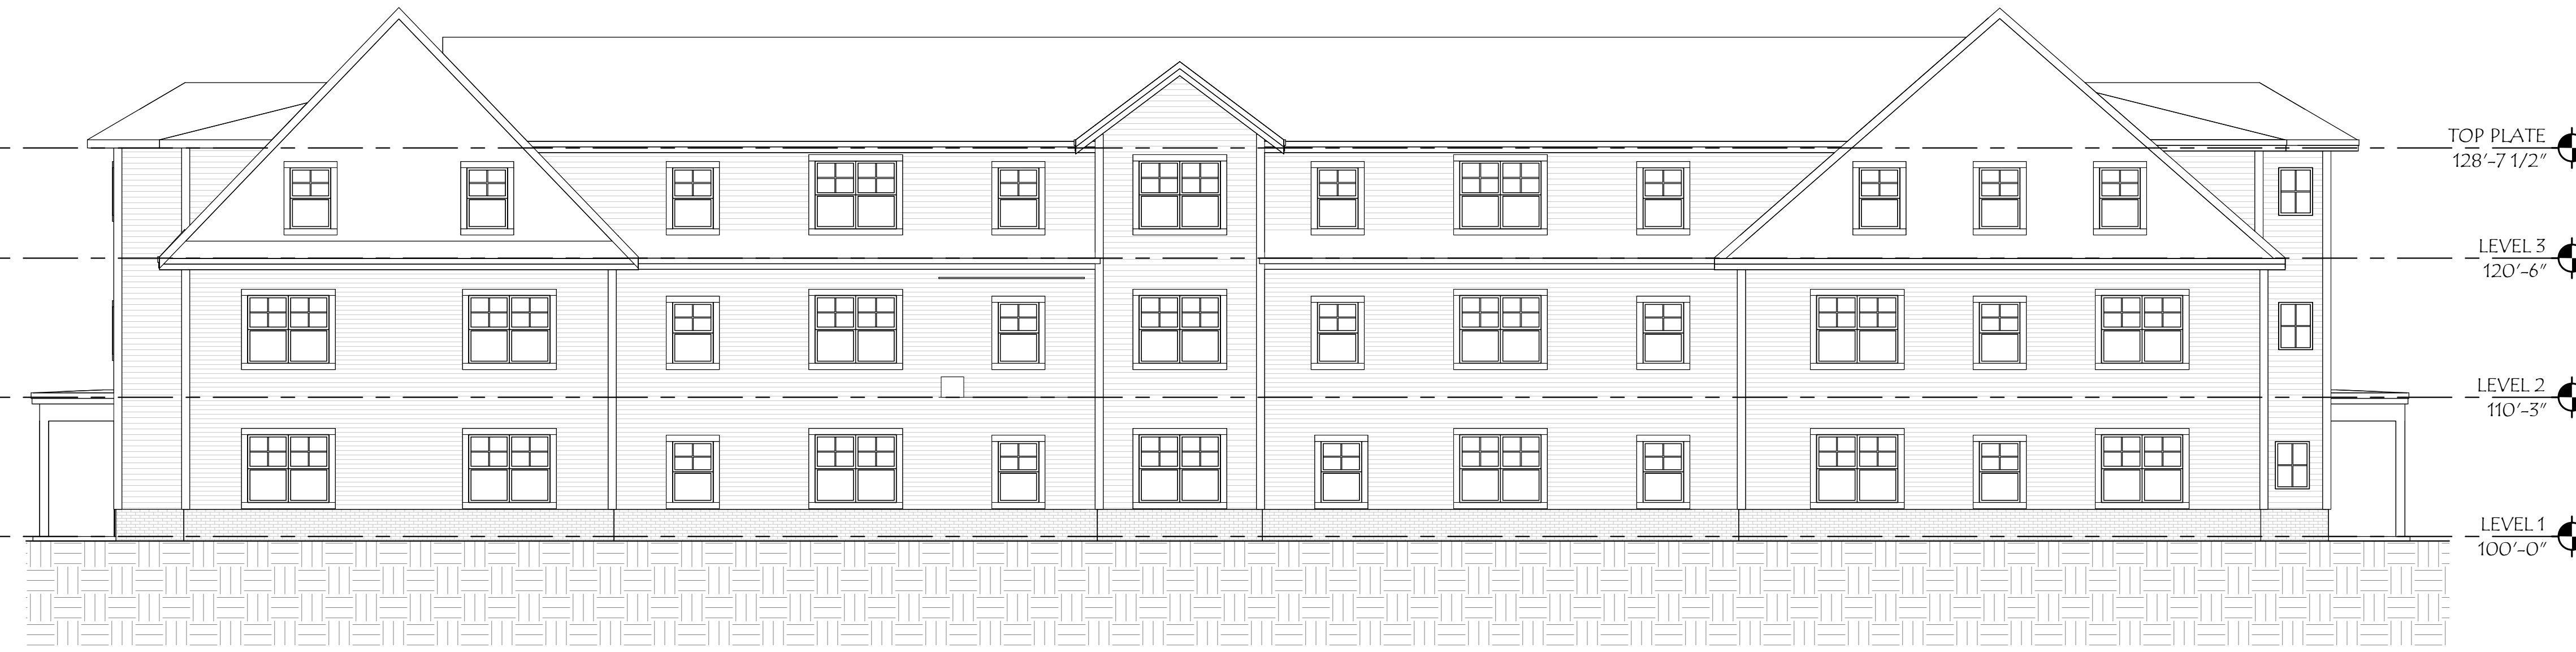 TOP PLATE
128'-7 1/2"
LEVEL 3
120'-6"
LEVEL 2
110'-3"
LEVEL 1
100'-0"